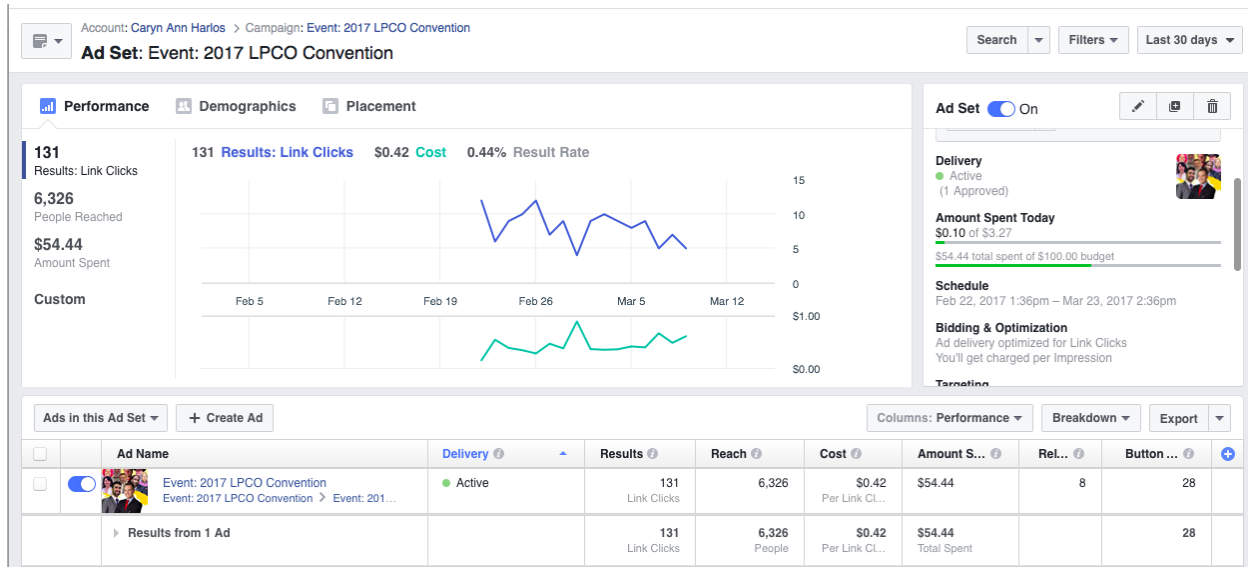 Account: Caryn Ann Harlos > Campaign: Event: 2017 LPCO Convention
Ad Set: Event: 2017 LPCO Convention
Search
Filters
Last 30 days
Performance
Demographics
Placement
131
Results: Link Clicks
6,326
People Reached
$54.44
Amount Spent
Custom
131 Results: Link Clicks $0.42 Cost 0.44% Result Rate
15
10
5
0
Feb 5 Feb 12 Feb 19 Feb 26 Mar 5 Mar 12
$1.00
$0.00
Ad Set On
Delivery
Active
(1 Approved)
Amount Spent Today
$0.10 of $3.27
$54.44 total spent of $100.00 budget
Schedule
Feb 22, 2017 1:36pm – Mar 23, 2017 2:36pm
Bidding & Optimization
Ad delivery optimized for Link Clicks
You'll get charged per Impression
Targeting
Ads in this Ad Set
+ Create Ad
Columns: Performance
Breakdown
Export
Ad Name Delivery Results Reach Cost Amount S... Rel... Button ...
Event: 2017 LPCO Convention Active 131 6,326 $0.42 $54.44 8 28
Event: 2017 LPCO Convention > Event: 201... Link Clicks Per Link Cl...
Results from 1 Ad 131 6,326 $0.42 $54.44 28
Link Clicks People Per Link Cl... Total Spent